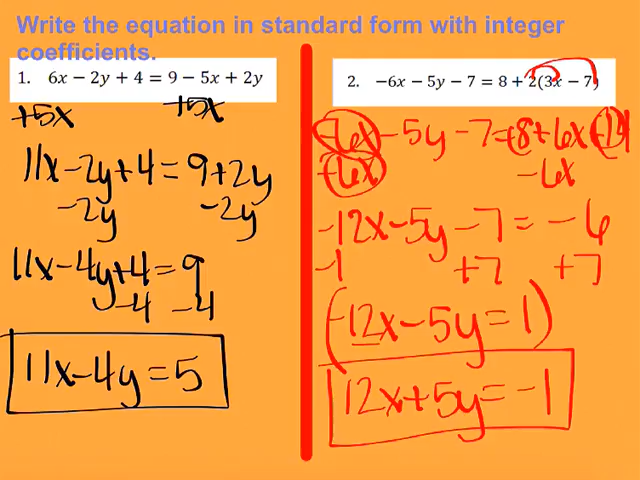 Write the equation in standard form with integer
coefficients.
1. 6x − 2y + 4 = 9 − 5x + 2y
+5x +5x
11x − 2y + 4 = 9 + 2y
−2y −2y
11x − 4y + 4 = 9
−4 −4
11x − 4y = 5
2. −6x − 5y − 7 = 8 + 2(3x − 7)
−6x − 5y − 7 = 8 + 6x + −14
−6x −6x
−12x − 5y − 7 = −6
−1 +7 +7
(−12x − 5y = 1)
12x + 5y = −1